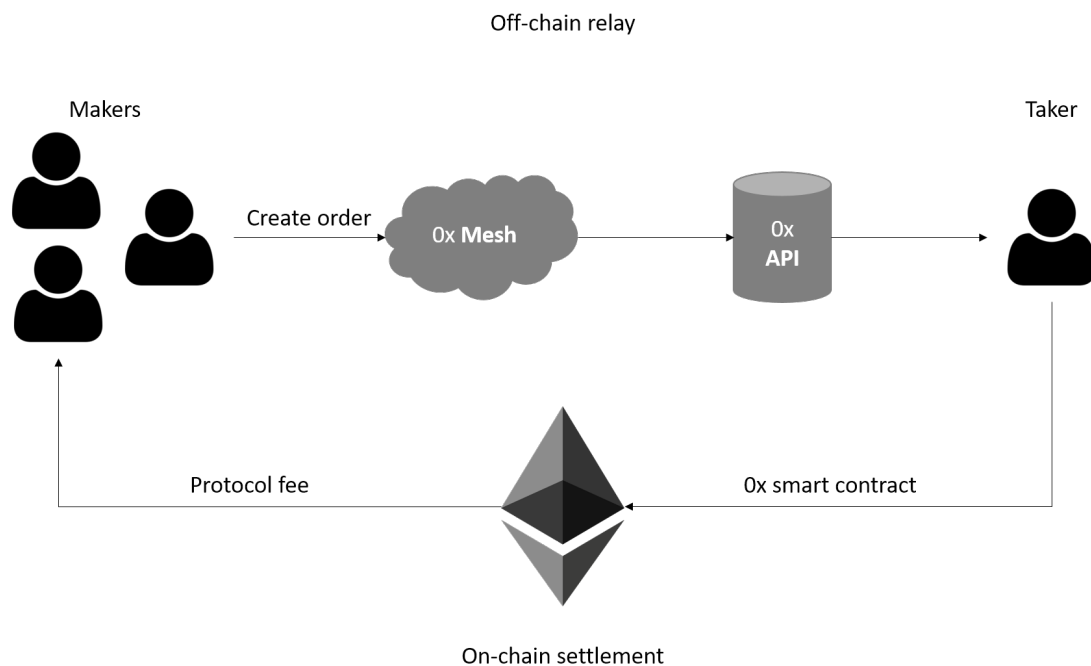 Off-chain relay
Makers
Taker
Create order
0x Mesh
0x
API
Protocol fee
0x smart contract
On-chain settlement